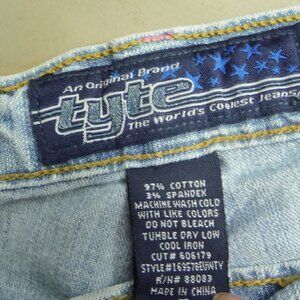 An Original Brand
tyte
The World's Coolest Jeans
97% COTTON
3% SPANDEX
MACHINE WASH COLD
WITH LIKE COLORS
DO NOT BLEACH
TUMBLE DRY LOW
COOL IRON
CUT# 606179
R/N# 88083
MADE IN CHINA